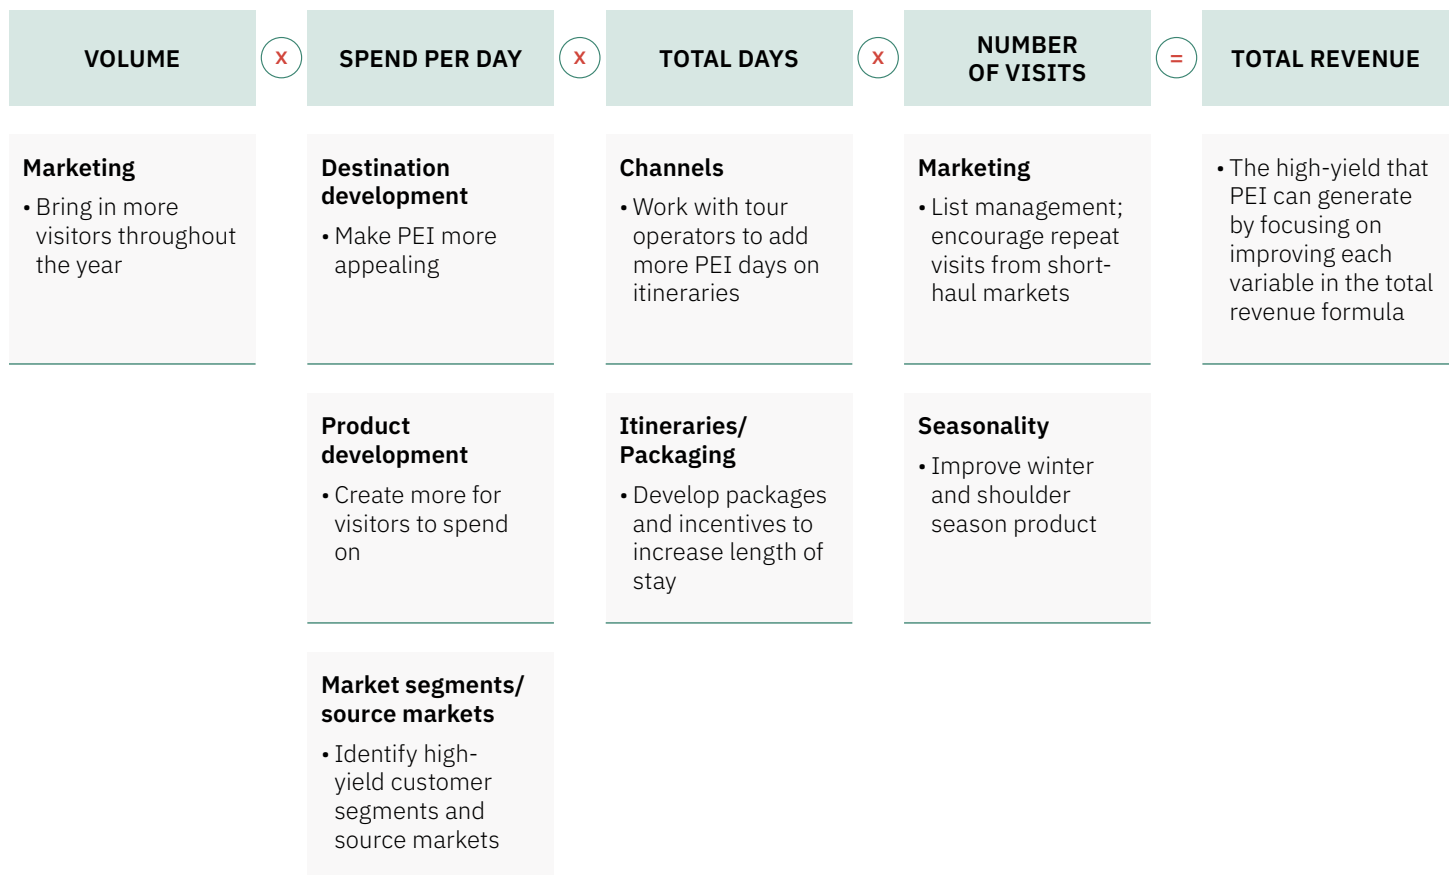 VOLUME
X
SPEND PER DAY
X
TOTAL DAYS
X
NUMBER
OF VISITS
=
TOTAL REVENUE
Marketing
• Bring in more
visitors throughout
the year
Destination
development
• Make PEI more
appealing
Channels
• Work with tour
operators to add
more PEI days on
itineraries
Marketing
• List management;
encourage repeat
visits from short-
haul markets
• The high-yield that
PEI can generate
by focusing on
improving each
variable in the total
revenue formula
Product
development
• Create more for
visitors to spend
on
Itineraries/
Packaging
• Develop packages
and incentives to
increase length of
stay
Seasonality
• Improve winter
and shoulder
season product
Market segments/
source markets
• Identify high-
yield customer
segments and
source markets